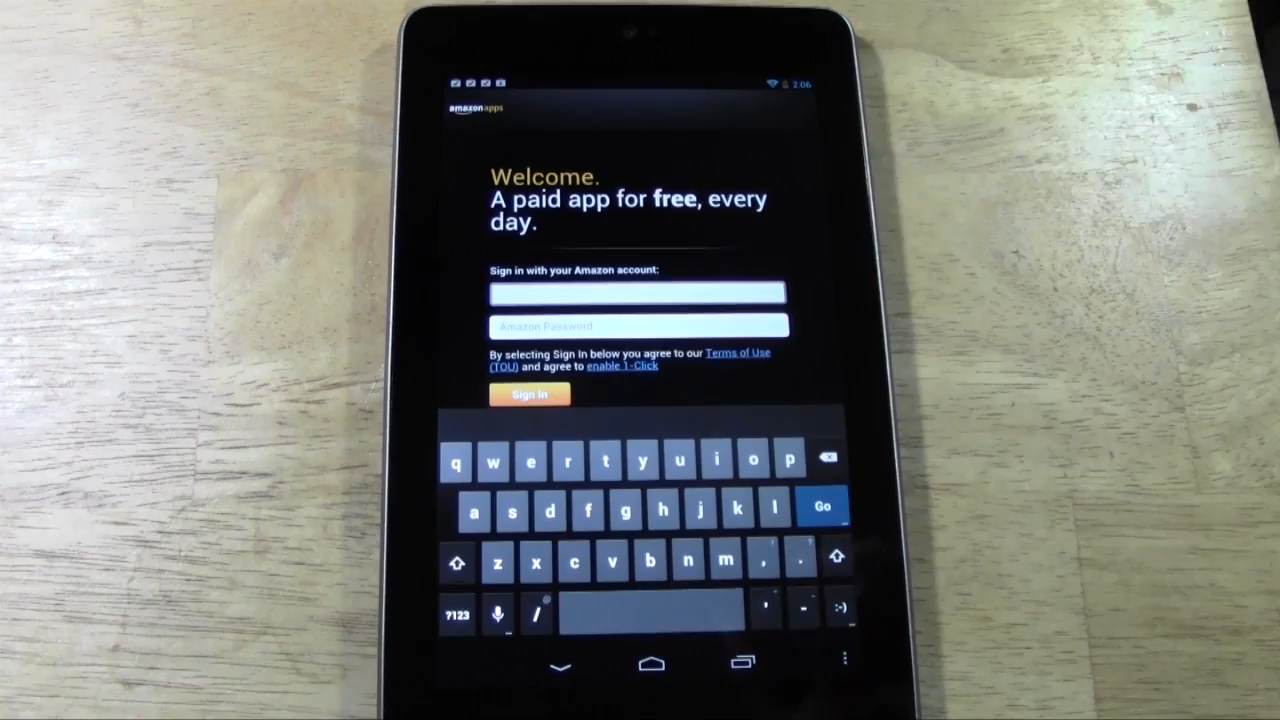 2:06
amazon apps
Welcome.
A paid app for free, every
day.
Sign in with your Amazon account:
Amazon Password
By selecting Sign In below you agree to our Terms of Use
(TOU) and agree to enable 1-Click
Sign In
q w e r t y u i o p
a s d f g h j k l Go
z x c v b n m , ! . ?
?123 / @ ' " - _ :-)